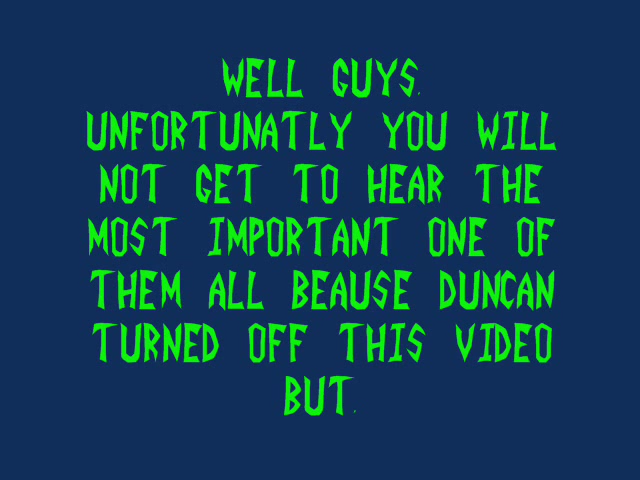 WELL GUYS.
UNFORTUNATLY YOU WILL
NOT GET TO HEAR THE
MOST IMPORTANT ONE OF
THEM ALL BEAUSE DUNCAN
TURNED OFF THIS VIDEO
BUT.